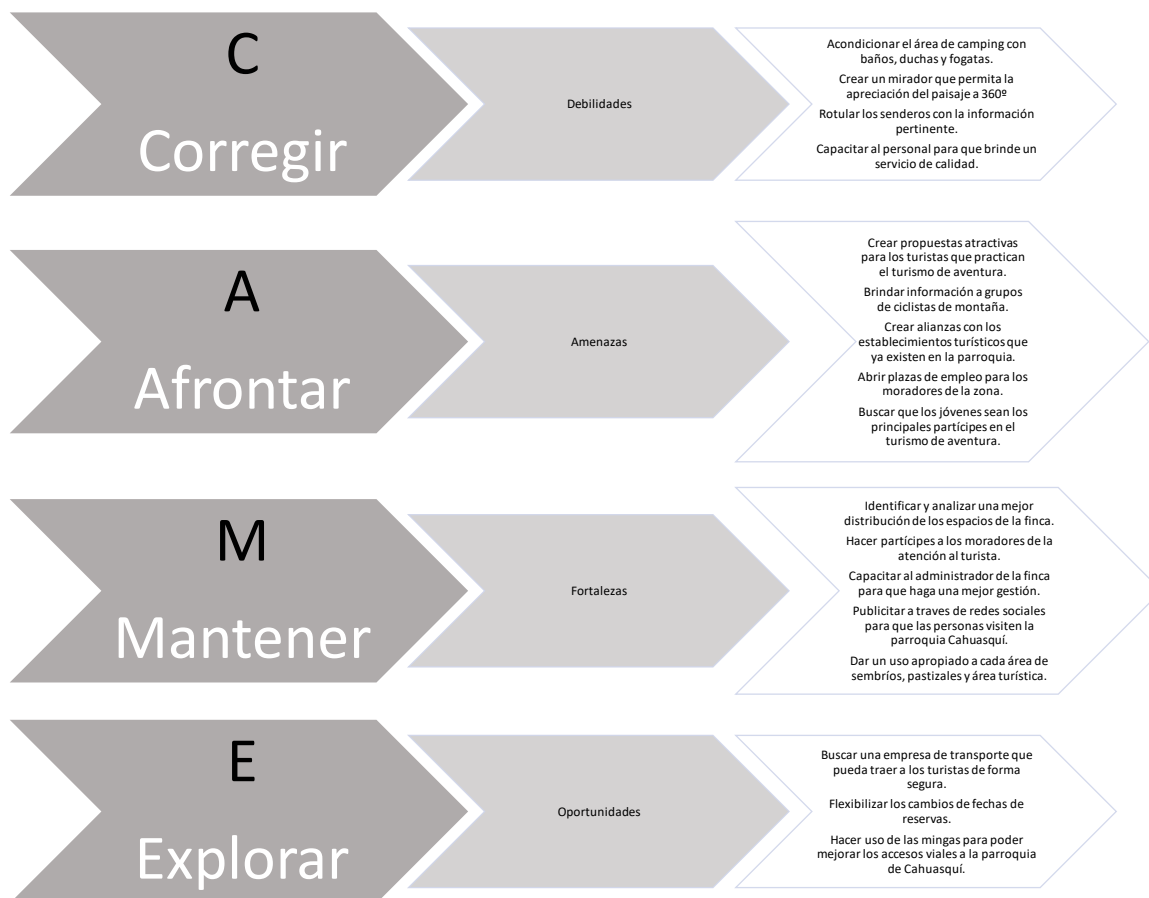 C
Corregir
Debilidades
Acondicionar el área de camping con
baños, duchas y fogatas.
Crear un mirador que permita la
apreciación del paisaje a 360º
Rotular los senderos con la información
pertinente.
Capacitar al personal para que brinde un
servicio de calidad.
A
Afrontar
Amenazas
Crear propuestas atractivas
para los turistas que practican
el turismo de aventura.
Brindar información a grupos
de ciclistas de montaña.
Crear alianzas con los
establecimientos turísticos que
ya existen en la parroquia.
Abrir plazas de empleo para los
moradores de la zona.
Buscar que los jóvenes sean los
principales partícipes en el
turismo de aventura.
M
Mantener
Fortalezas
Identificar y analizar una mejor
distribución de los espacios de la finca.
Hacer partícipes a los moradores de la
atención al turista.
Capacitar al administrador de la finca
para que haga una mejor gestión.
Publicitar a traves de redes sociales
para que las personas visiten la
parroquia Cahuasquí.
Dar un uso apropiado a cada área de
sembríos, pastizales y área turística.
E
Explorar
Oportunidades
Buscar una empresa de transporte que
pueda traer a los turistas de forma
segura.
Flexibilizar los cambios de fechas de
reservas.
Hacer uso de las mingas para poder
mejorar los accesos viales a la parroquia
de Cahuasquí.